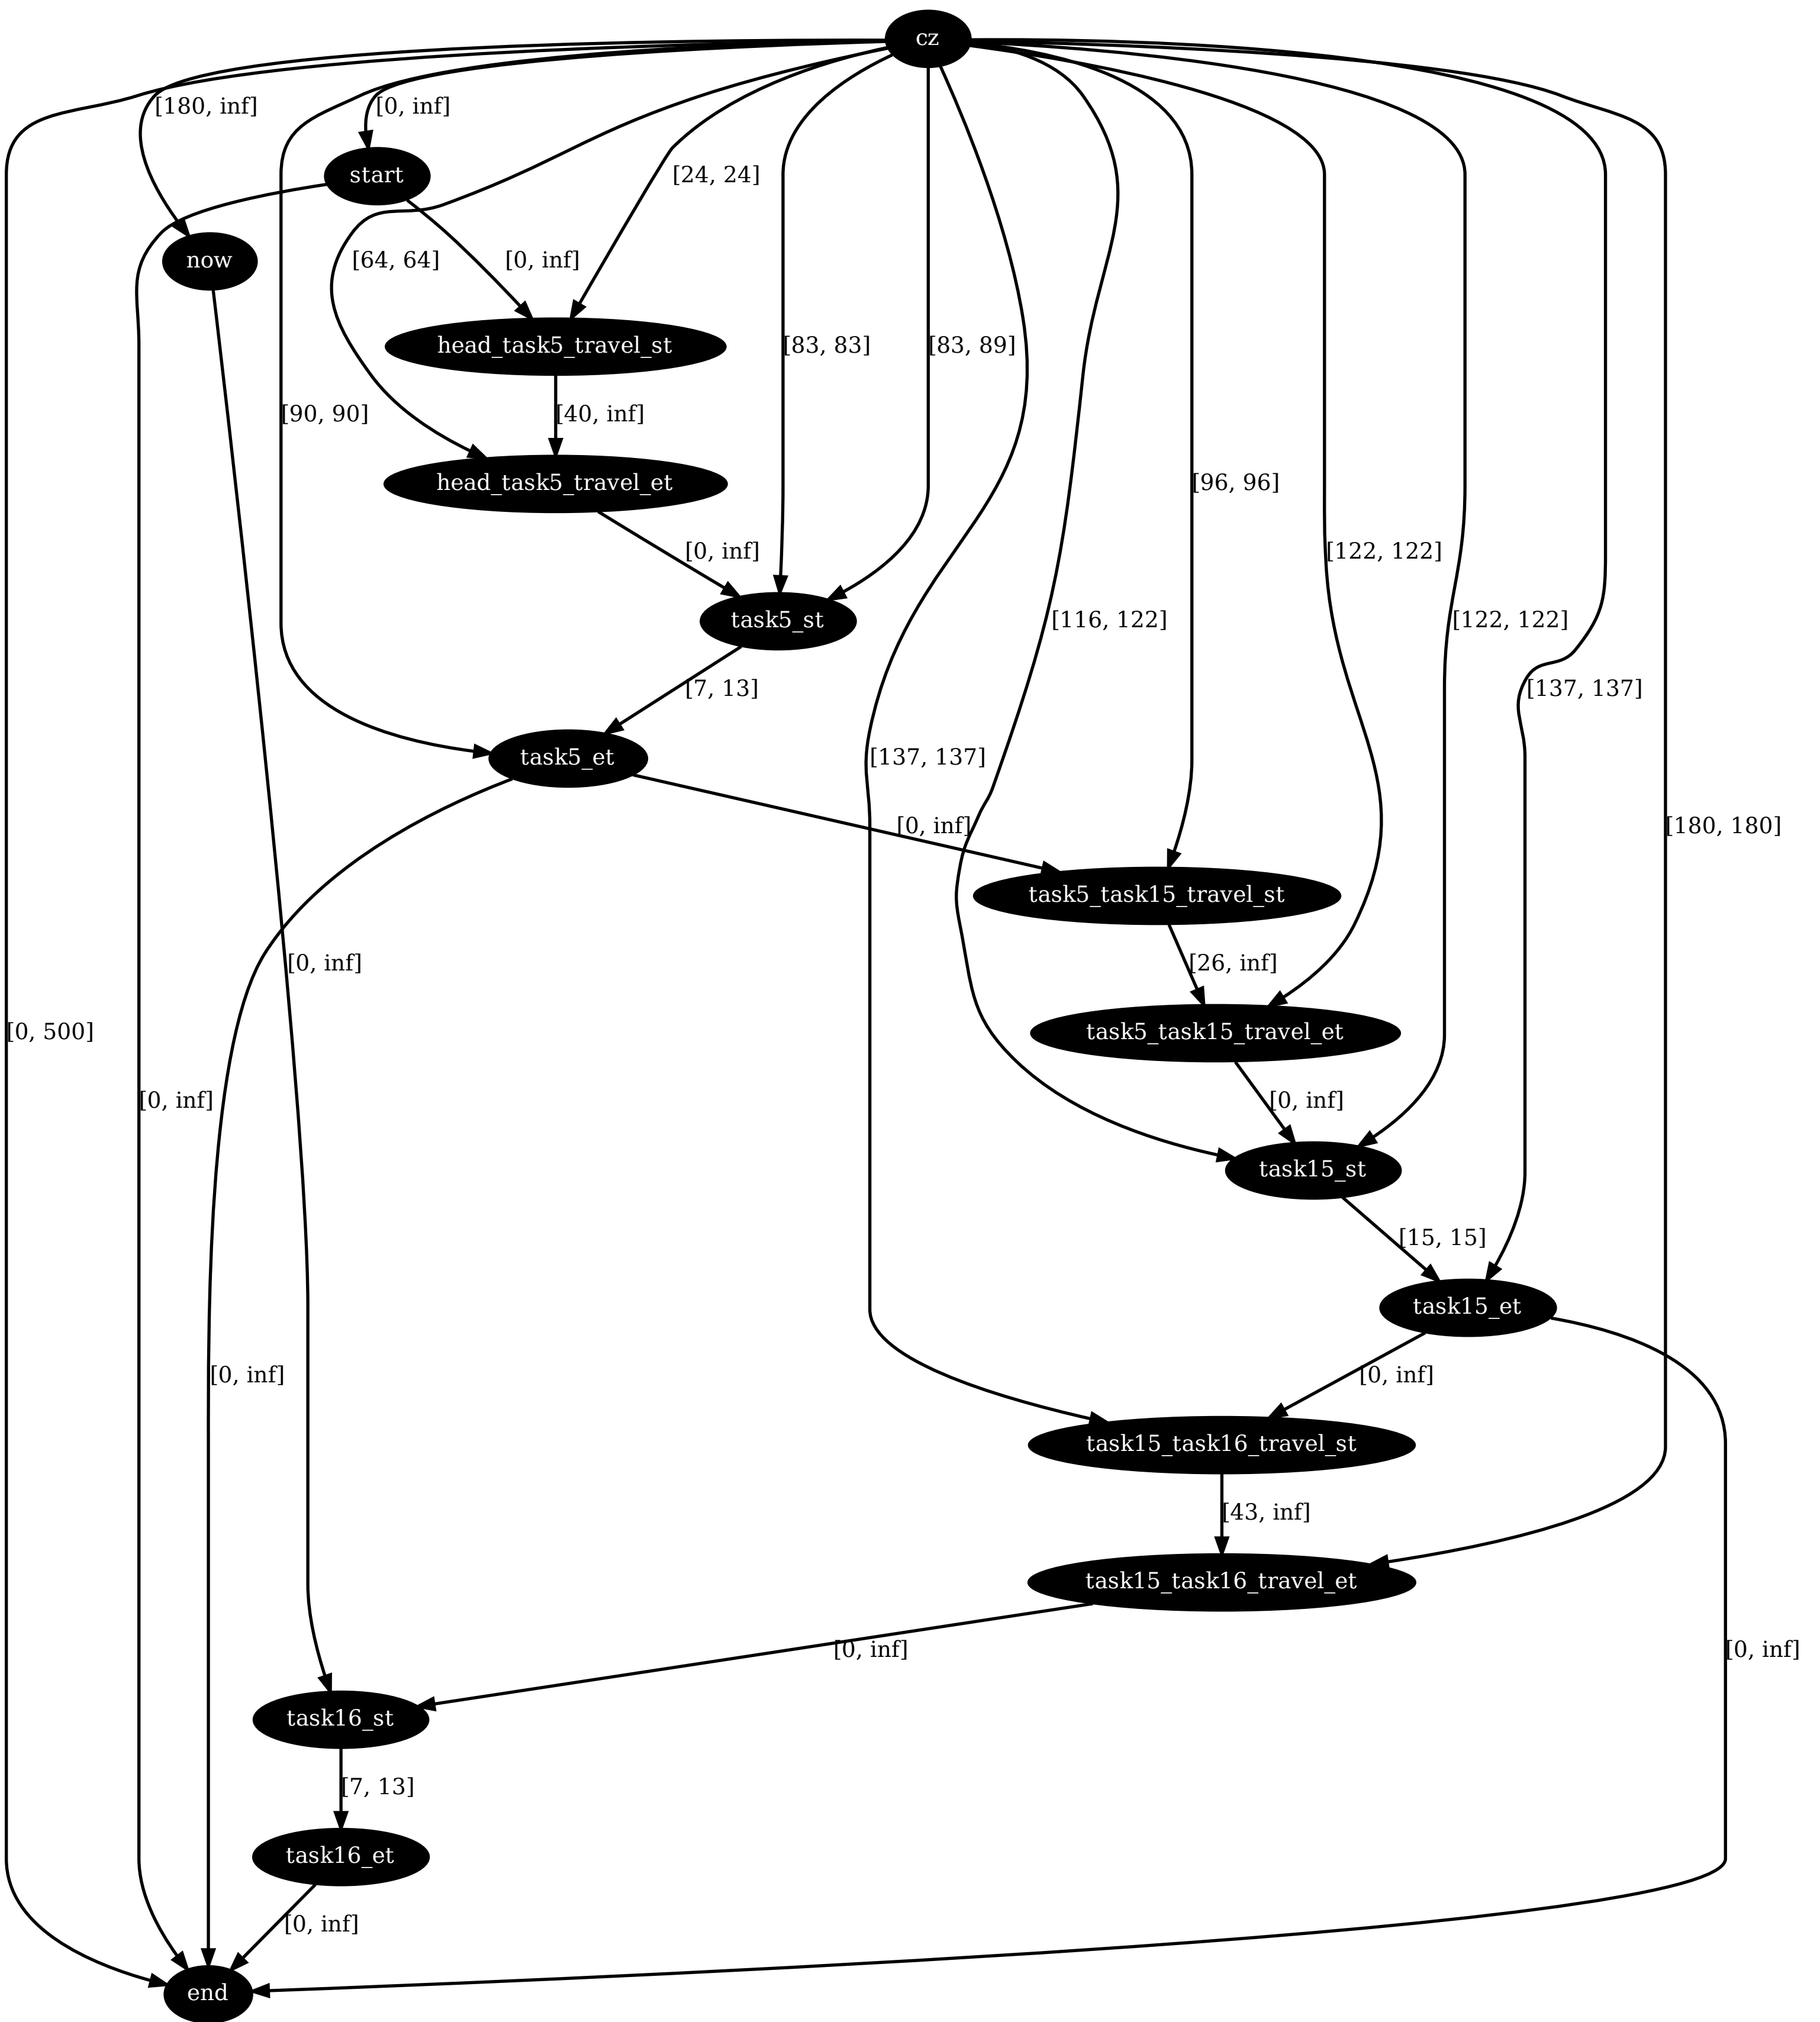 cz
[180, inf]
[0, inf]
start
[24, 24]
now
[64, 64]
[0, inf]
head_task5_travel_st
[83, 83]
[83, 89]
[90, 90]
[40, inf]
head_task5_travel_et
[96, 96]
[0, inf]
[122, 122]
task5_st
[116, 122]
[122, 122]
[7, 13]
[137, 137]
task5_et
[137, 137]
[0, inf]
[180, 180]
task5_task15_travel_st
[0, inf]
[26, inf]
[0, 500]
task5_task15_travel_et
[0, inf]
[0, inf]
task15_st
[15, 15]
task15_et
[0, inf]
[0, inf]
task15_task16_travel_st
[43, inf]
task15_task16_travel_et
[0, inf]
[0, inf]
task16_st
[7, 13]
task16_et
[0, inf]
end